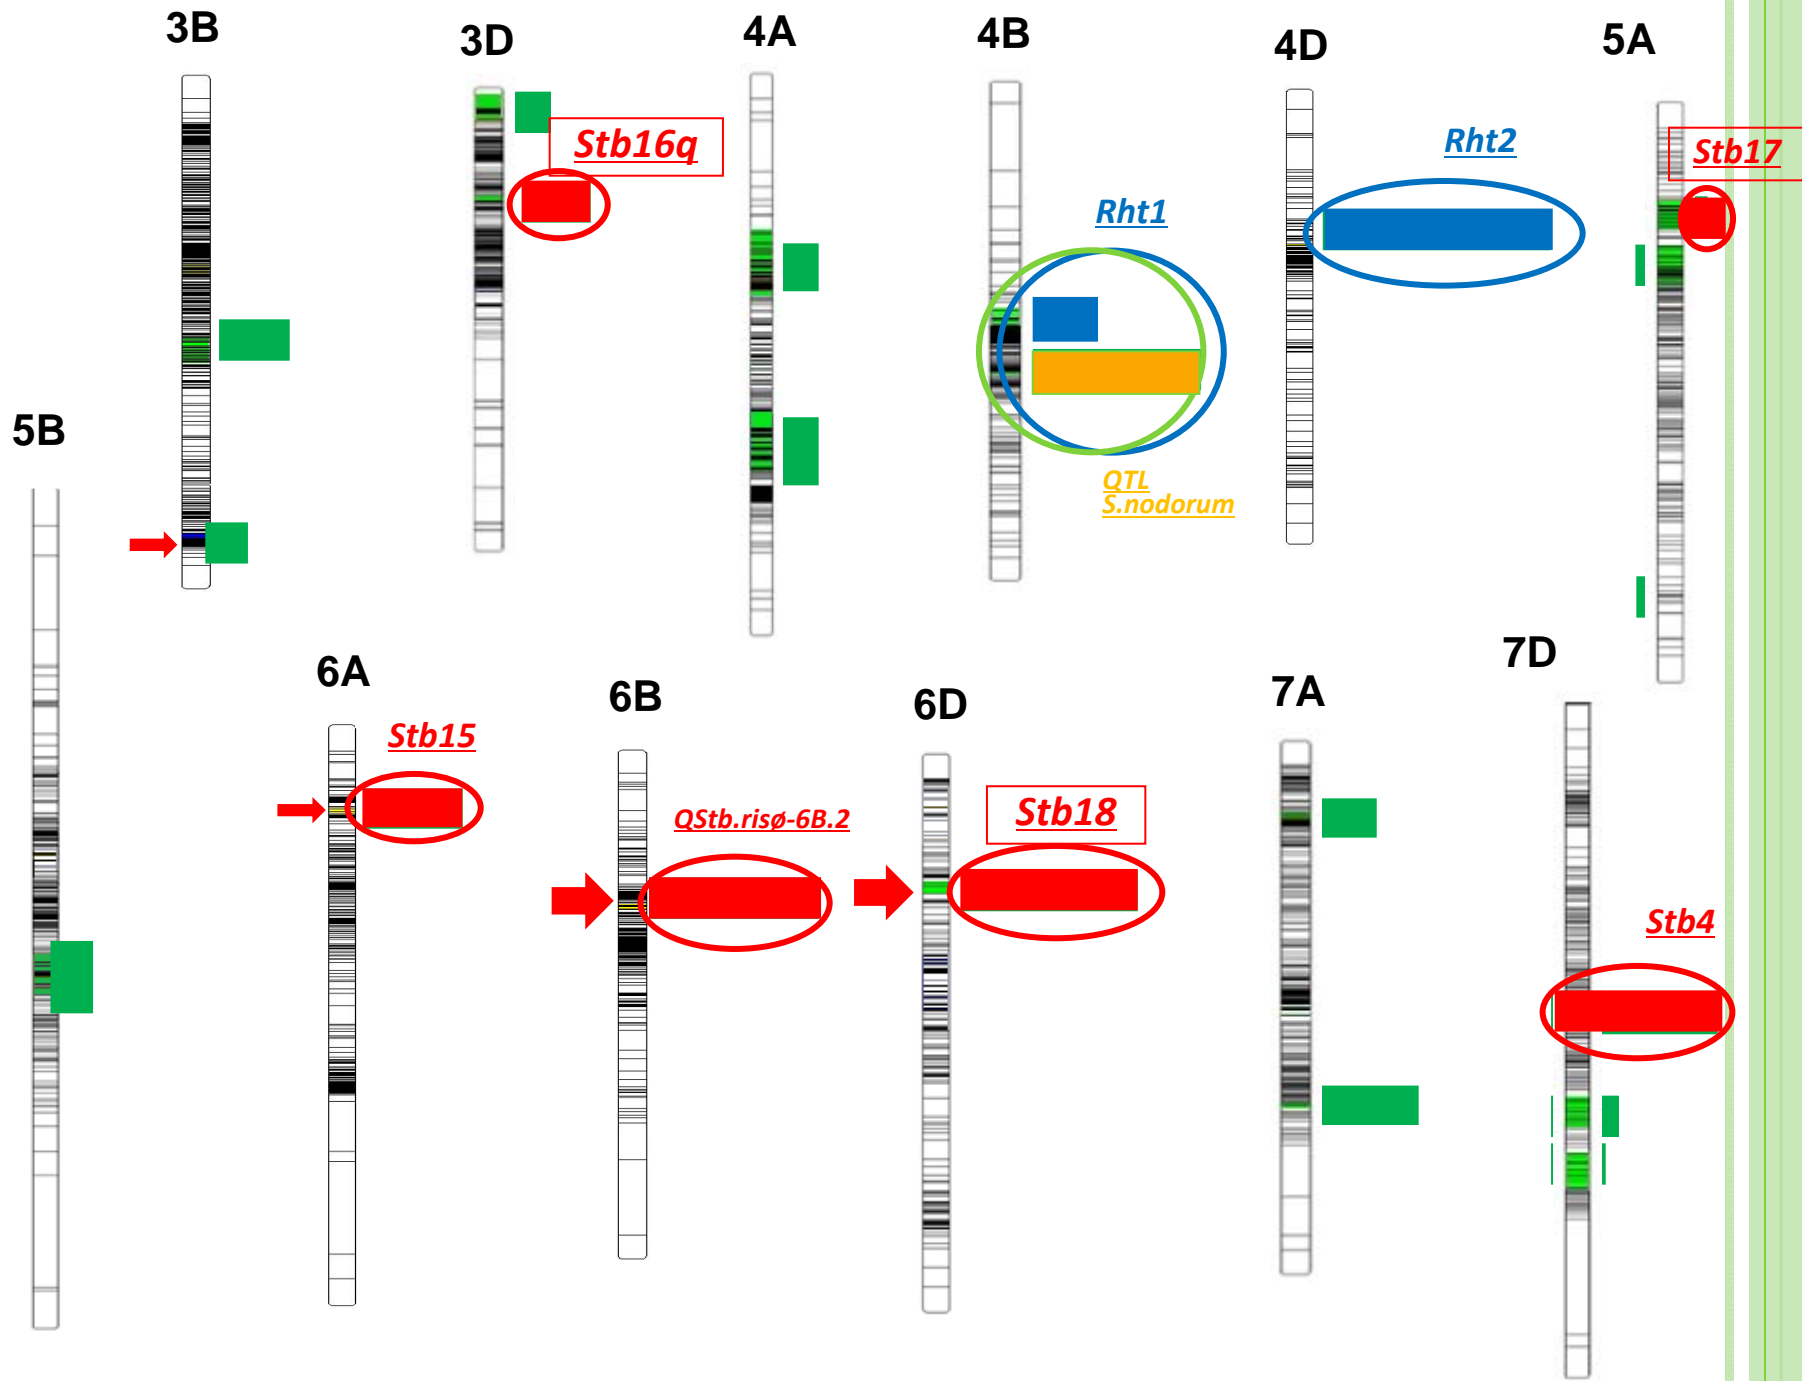 3B
3D
4A
4B
4D
5A
Stb16q
Rht1
Rht2
Stb17
QTL
S.nodorum
5B
6A
6B
6D
7A
7D
Stb15
QStb.risø-6B.2
Stb18
Stb4